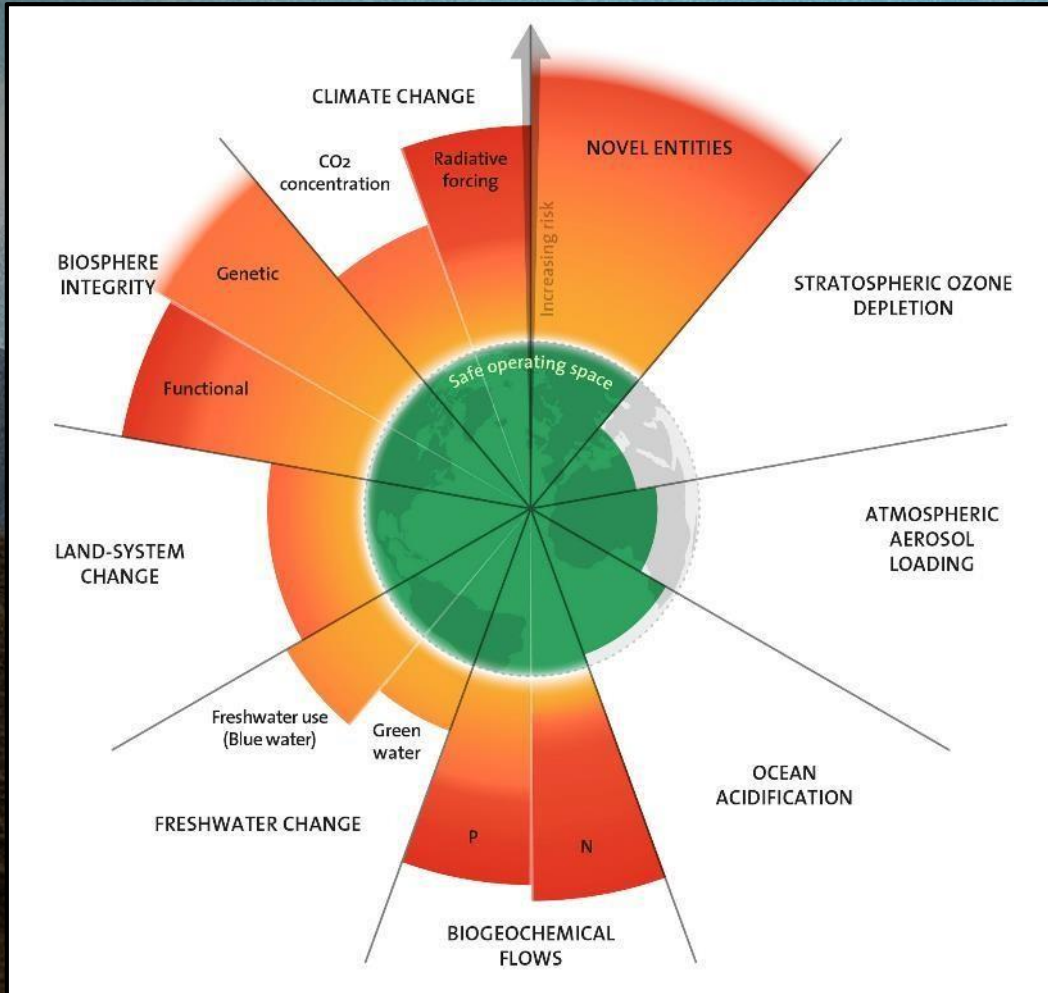 CLIMATE CHANGE
CO2
concentration
Radiative
forcing
NOVEL ENTITIES
Increasing risk
BIOSPHERE
INTEGRITY
Genetic
Functional
STRATOSPHERIC OZONE
DEPLETION
Safe operating space
ATMOSPHERIC
AEROSOL
LOADING
LAND-SYSTEM
CHANGE
Freshwater use
(Blue water)
Green
water
FRESHWATER CHANGE
OCEAN
ACIDIFICATION
P
N
BIOGEOCHEMICAL
FLOWS